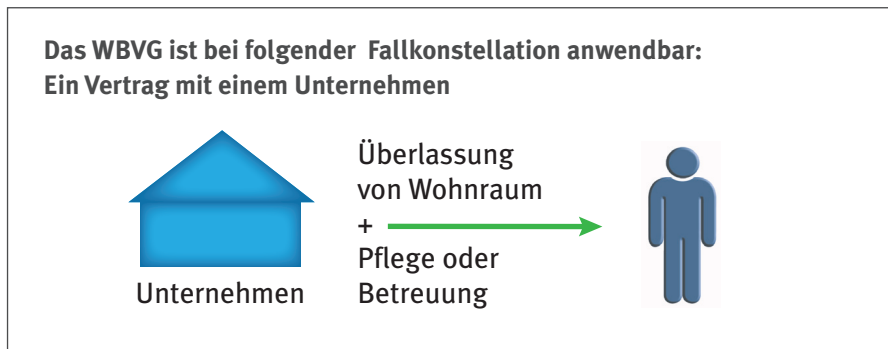 Das WBVG ist bei folgender Fallkonstellation anwendbar:
Ein Vertrag mit einem Unternehmen
Überlassung
von Wohnraum
+
Pflege oder
Betreuung
Unternehmen